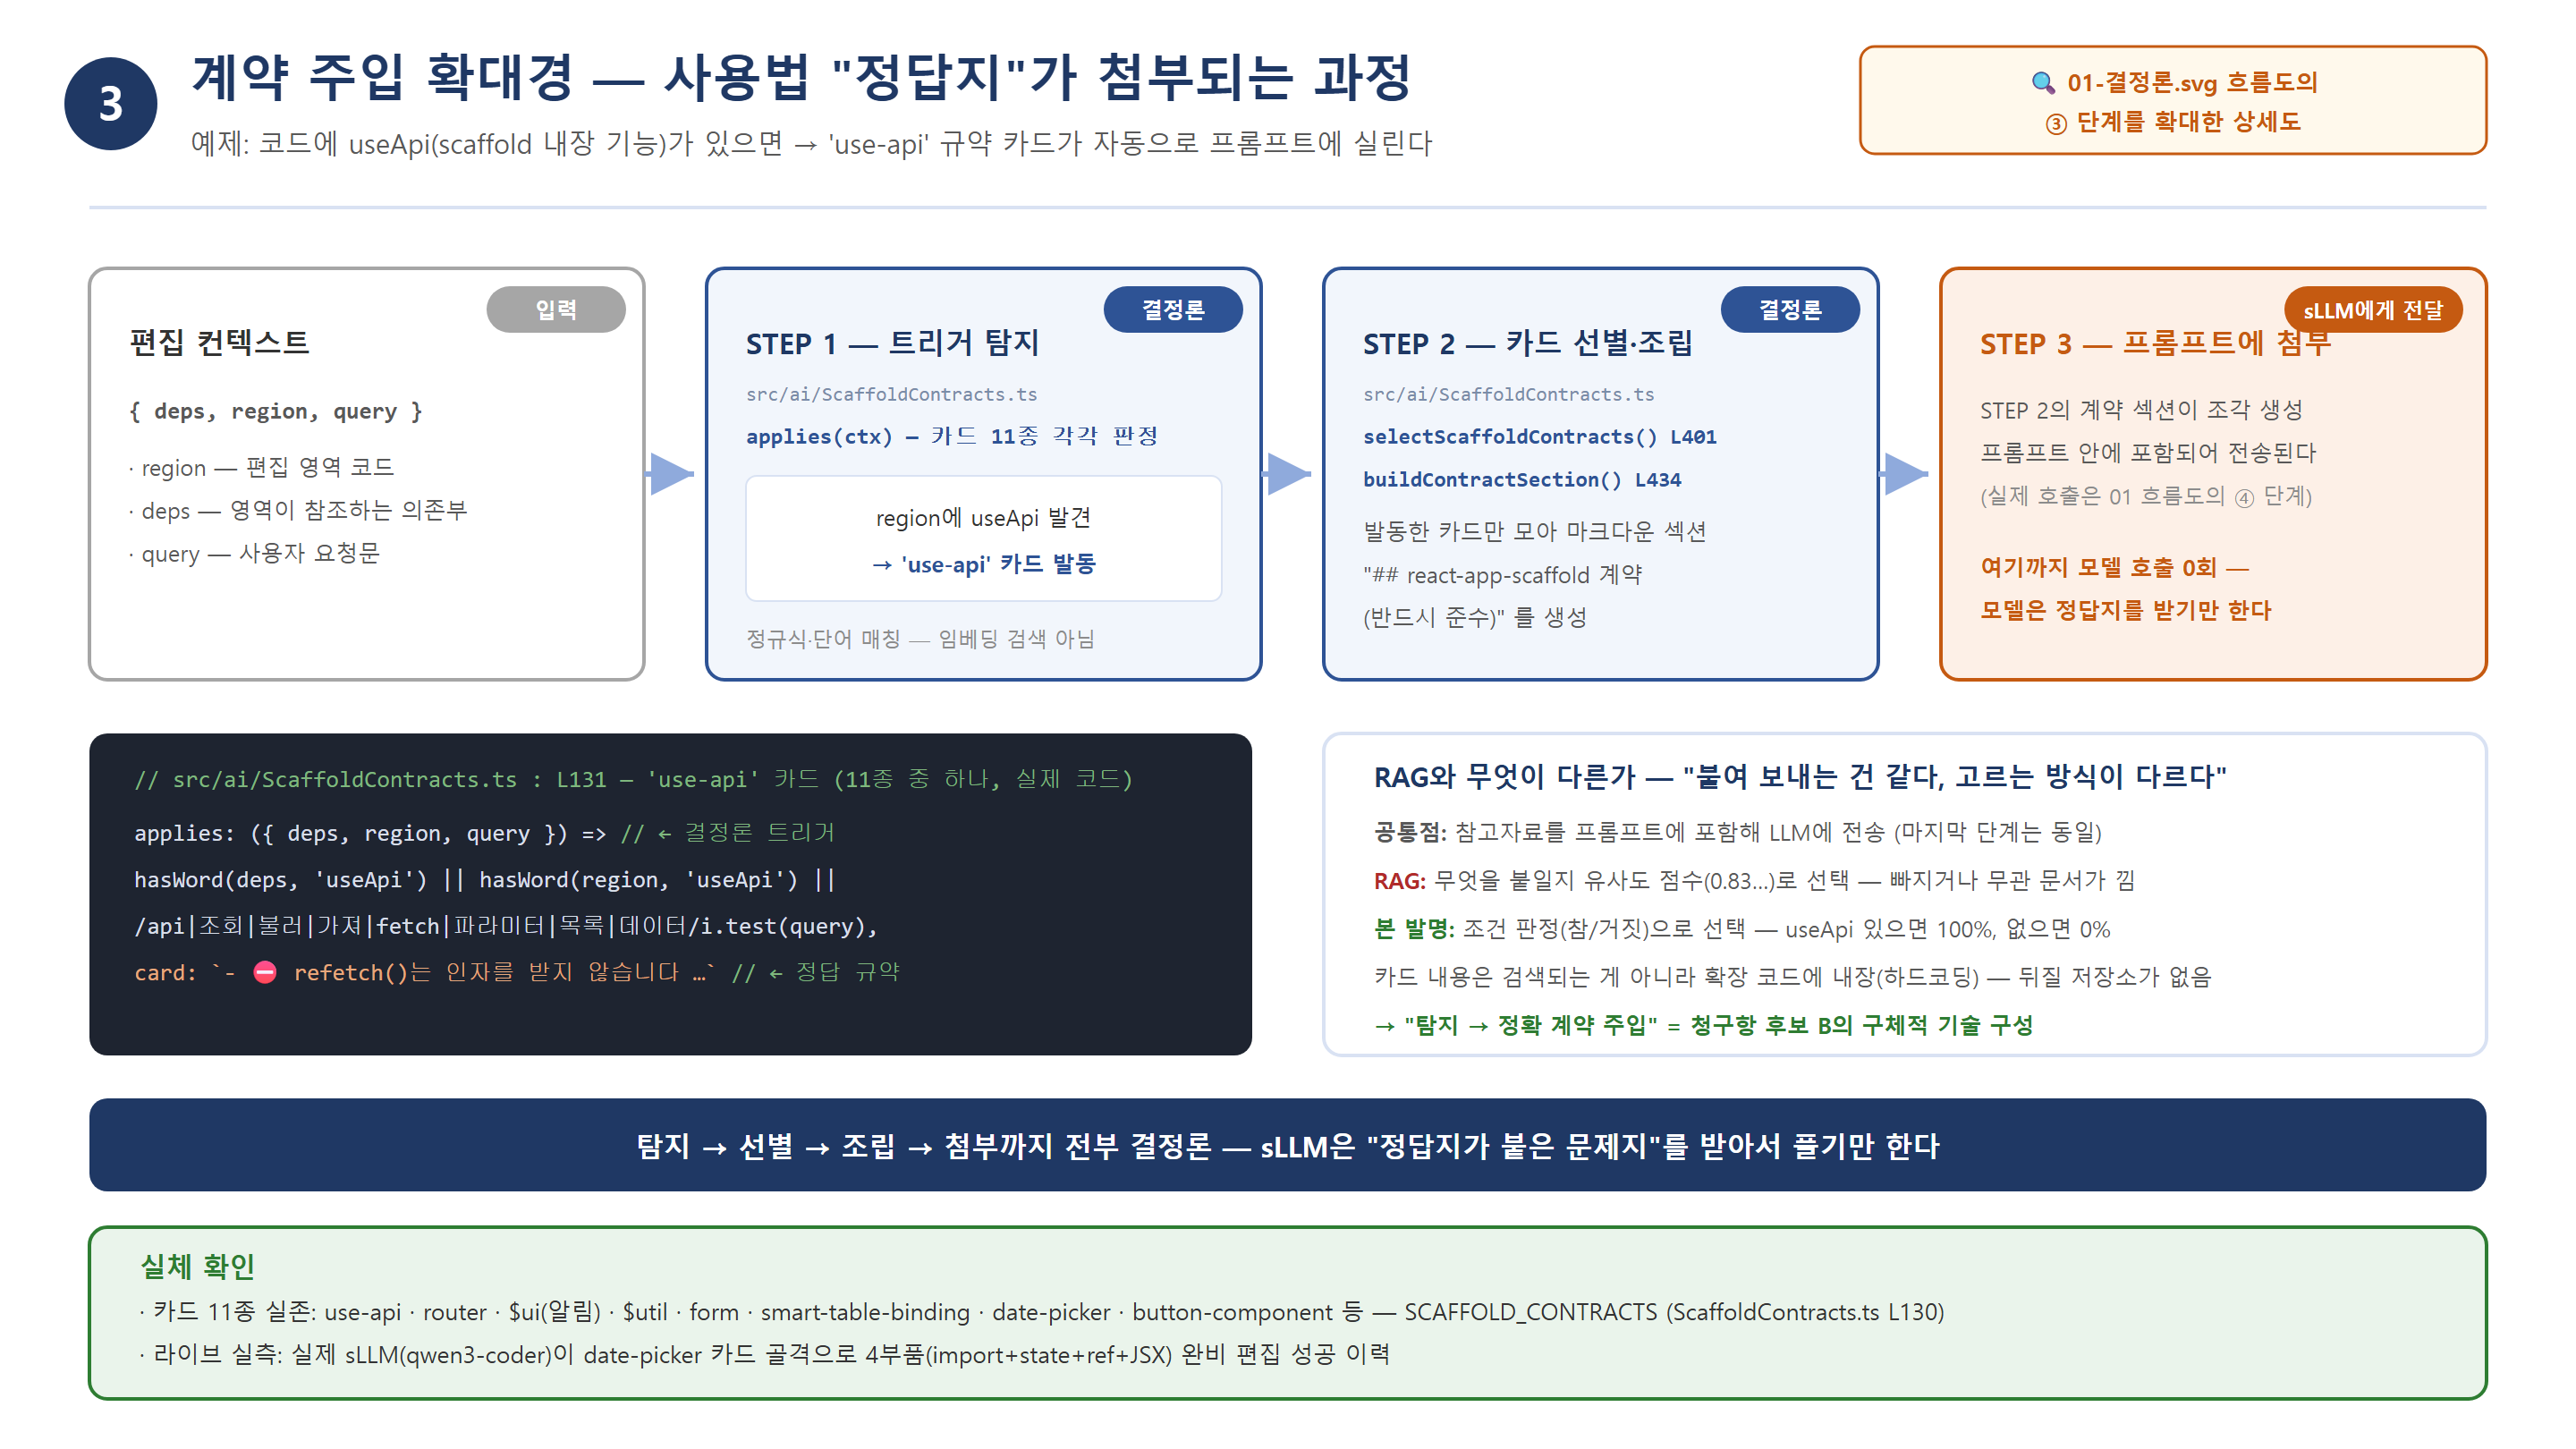 3
계약 주입 확대경 — 사용법 "정답지"가 첨부되는 과정
예제: 코드에 useApi(scaffold 내장 기능)가 있으면 → 'use-api' 규약 카드가 자동으로 프롬프트에 실린다
🔍 01-결정론.svg 흐름도의
③ 단계를 확대한 상세도
입력
편집 컨텍스트
{ deps, region, query }
· region — 편집 영역 코드
· deps — 영역이 참조하는 의존부
· query — 사용자 요청문
결정론
STEP 1 — 트리거 탐지
src/ai/ScaffoldContracts.ts
applies(ctx) — 카드 11종 각각 판정
region에 useApi 발견
→ 'use-api' 카드 발동
정규식·단어 매칭 — 임베딩 검색 아님
결정론
STEP 2 — 카드 선별·조립
src/ai/ScaffoldContracts.ts
selectScaffoldContracts() L401
buildContractSection() L434
발동한 카드만 모아 마크다운 섹션
"## react-app-scaffold 계약
(반드시 준수)" 를 생성
sLLM에게 전달
STEP 3 — 프롬프트에 첨부
STEP 2의 계약 섹션이 조각 생성
프롬프트 안에 포함되어 전송된다
(실제 호출은 01 흐름도의 ④ 단계)
여기까지 모델 호출 0회 —
모델은 정답지를 받기만 한다
// src/ai/ScaffoldContracts.ts : L131 — 'use-api' 카드 (11종 중 하나, 실제 코드)
applies: ({ deps, region, query }) => // ← 결정론 트리거
hasWord(deps, 'useApi') || hasWord(region, 'useApi') ||
/api|조회|불러|가져|fetch|파라미터|목록|데이터/i.test(query),
card: `- ⛔ refetch()는 인자를 받지 않습니다 …` // ← 정답 규약
RAG와 무엇이 다른가 — "붙여 보내는 건 같다, 고르는 방식이 다르다"
공통점: 참고자료를 프롬프트에 포함해 LLM에 전송 (마지막 단계는 동일)
RAG: 무엇을 붙일지 유사도 점수(0.83…)로 선택 — 빠지거나 무관 문서가 낌
본 발명: 조건 판정(참/거짓)으로 선택 — useApi 있으면 100%, 없으면 0%
카드 내용은 검색되는 게 아니라 확장 코드에 내장(하드코딩) — 뒤질 저장소가 없음
→ "탐지 → 정확 계약 주입" = 청구항 후보 B의 구체적 기술 구성
탐지 → 선별 → 조립 → 첨부까지 전부 결정론 — sLLM은 "정답지가 붙은 문제지"를 받아서 풀기만 한다
실체 확인
· 카드 11종 실존: use-api · router · $ui(알림) · $util · form · smart-table-binding · date-picker · button-component 등 — SCAFFOLD_CONTRACTS (ScaffoldContracts.ts L130)
· 라이브 실측: 실제 sLLM(qwen3-coder)이 date-picker 카드 골격으로 4부품(import+state+ref+JSX) 완비 편집 성공 이력